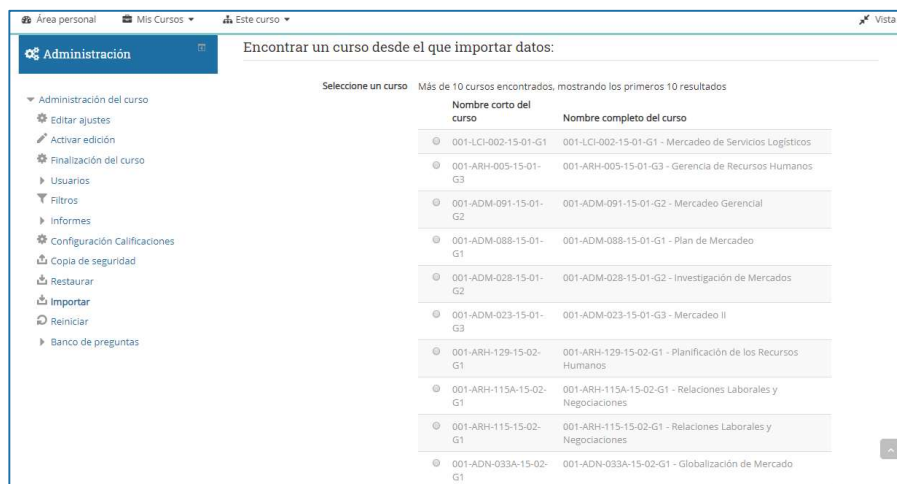 Área personal Mis Cursos Este curso Vista
Administración
Administración del curso
Editar ajustes
Activar edición
Finalización del curso
Usuarios
Filtros
Informes
Configuración Calificaciones
Copia de seguridad
Restaurar
Importar
Reiniciar
Banco de preguntas
Encontrar un curso desde el que importar datos:
Seleccione un curso Más de 10 cursos encontrados, mostrando los primeros 10 resultados
Nombre corto del
curso Nombre completo del curso
001-LCI-002-15-01-G1 001-LCI-002-15-01-G1 - Mercadeo de Servicios Logísticos
001-ARH-005-15-01- 001-ARH-005-15-01-G3 - Gerencia de Recursos Humanos
G3
001-ADM-091-15-01- 001-ADM-091-15-01-G2 - Mercadeo Gerencial
G2
001-ADM-088-15-01- 001-ADM-088-15-01-G1 - Plan de Mercadeo
G1
001-ADM-028-15-01- 001-ADM-028-15-01-G2 - Investigación de Mercados
G2
001-ADM-023-15-01- 001-ADM-023-15-01-G3 - Mercadeo II
G3
001-ARH-129-15-02- 001-ARH-129-15-02-G1 - Planificación de los Recursos
G1 Humanos
001-ARH-115A-15-02- 001-ARH-115A-15-02-G1 - Relaciones Laborales y
G1 Negociaciones
001-ARH-115-15-02- 001-ARH-115-15-02-G1 - Relaciones Laborales y
G1 Negociaciones
001-ADN-033A-15-02- 001-ADN-033A-15-02-G1 - Globalización de Mercado
G1